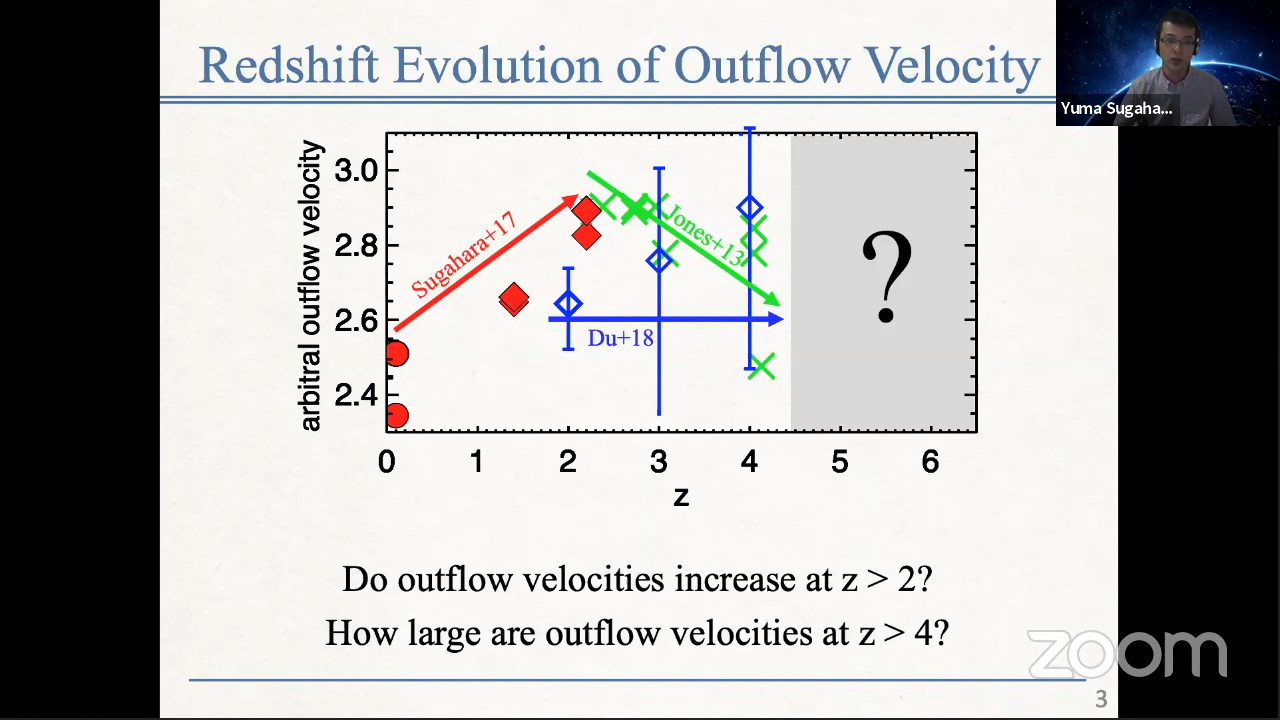 Redshift Evolution of Outflow Velocity
Yuma Sugaha...
arbitral outflow velocity
3.0
2.8
2.6
2.4
Sugahara+17
Jones+13
Du+18
?
0 1 2 3 4 5 6
z
Do outflow velocities increase at z > 2?
How large are outflow velocities at z > 4?
zoom
3